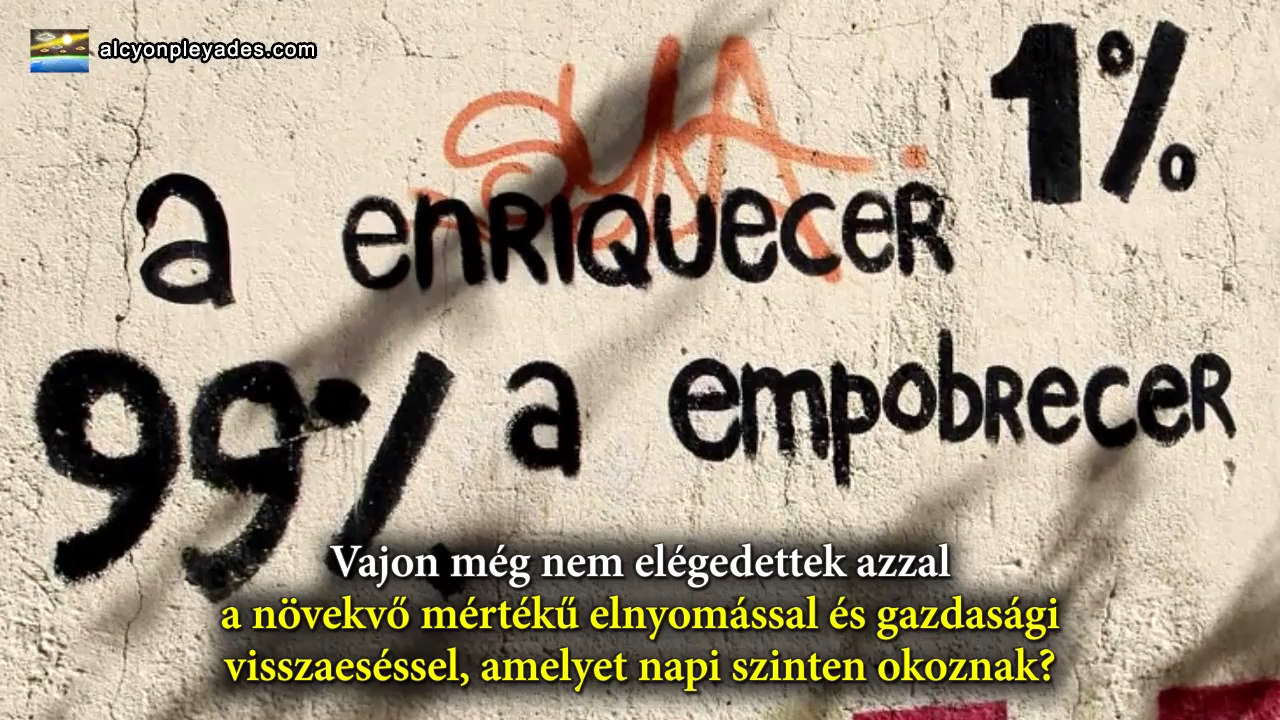 alcyonpleyades.com
1%
a enriquecer
99% a empobrecer
Vajon még nem elégedettek azzal
a növekvő mértékű elnyomással és gazdasági
visszaeséssel, amelyet napi szinten okoznak?